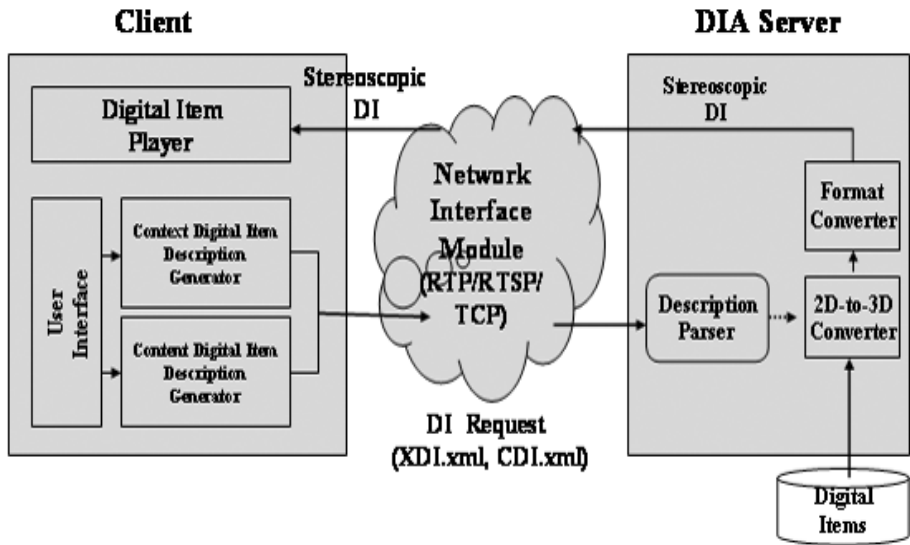 Client
DIA Server
Stereoscopic
DI
Stereoscopic
DI
Digital Item
Player
Network
Interface
Module
(RTP/RTSP/
TCP)
Format
Converter
User
Interface
Context Digital Item
Description
Generator
Content Digital Item
Description
Generator
Description
Parser
2D-to-3D
Converter
DI Request
(XDI.xml, CDI.xml)
Digital
Items